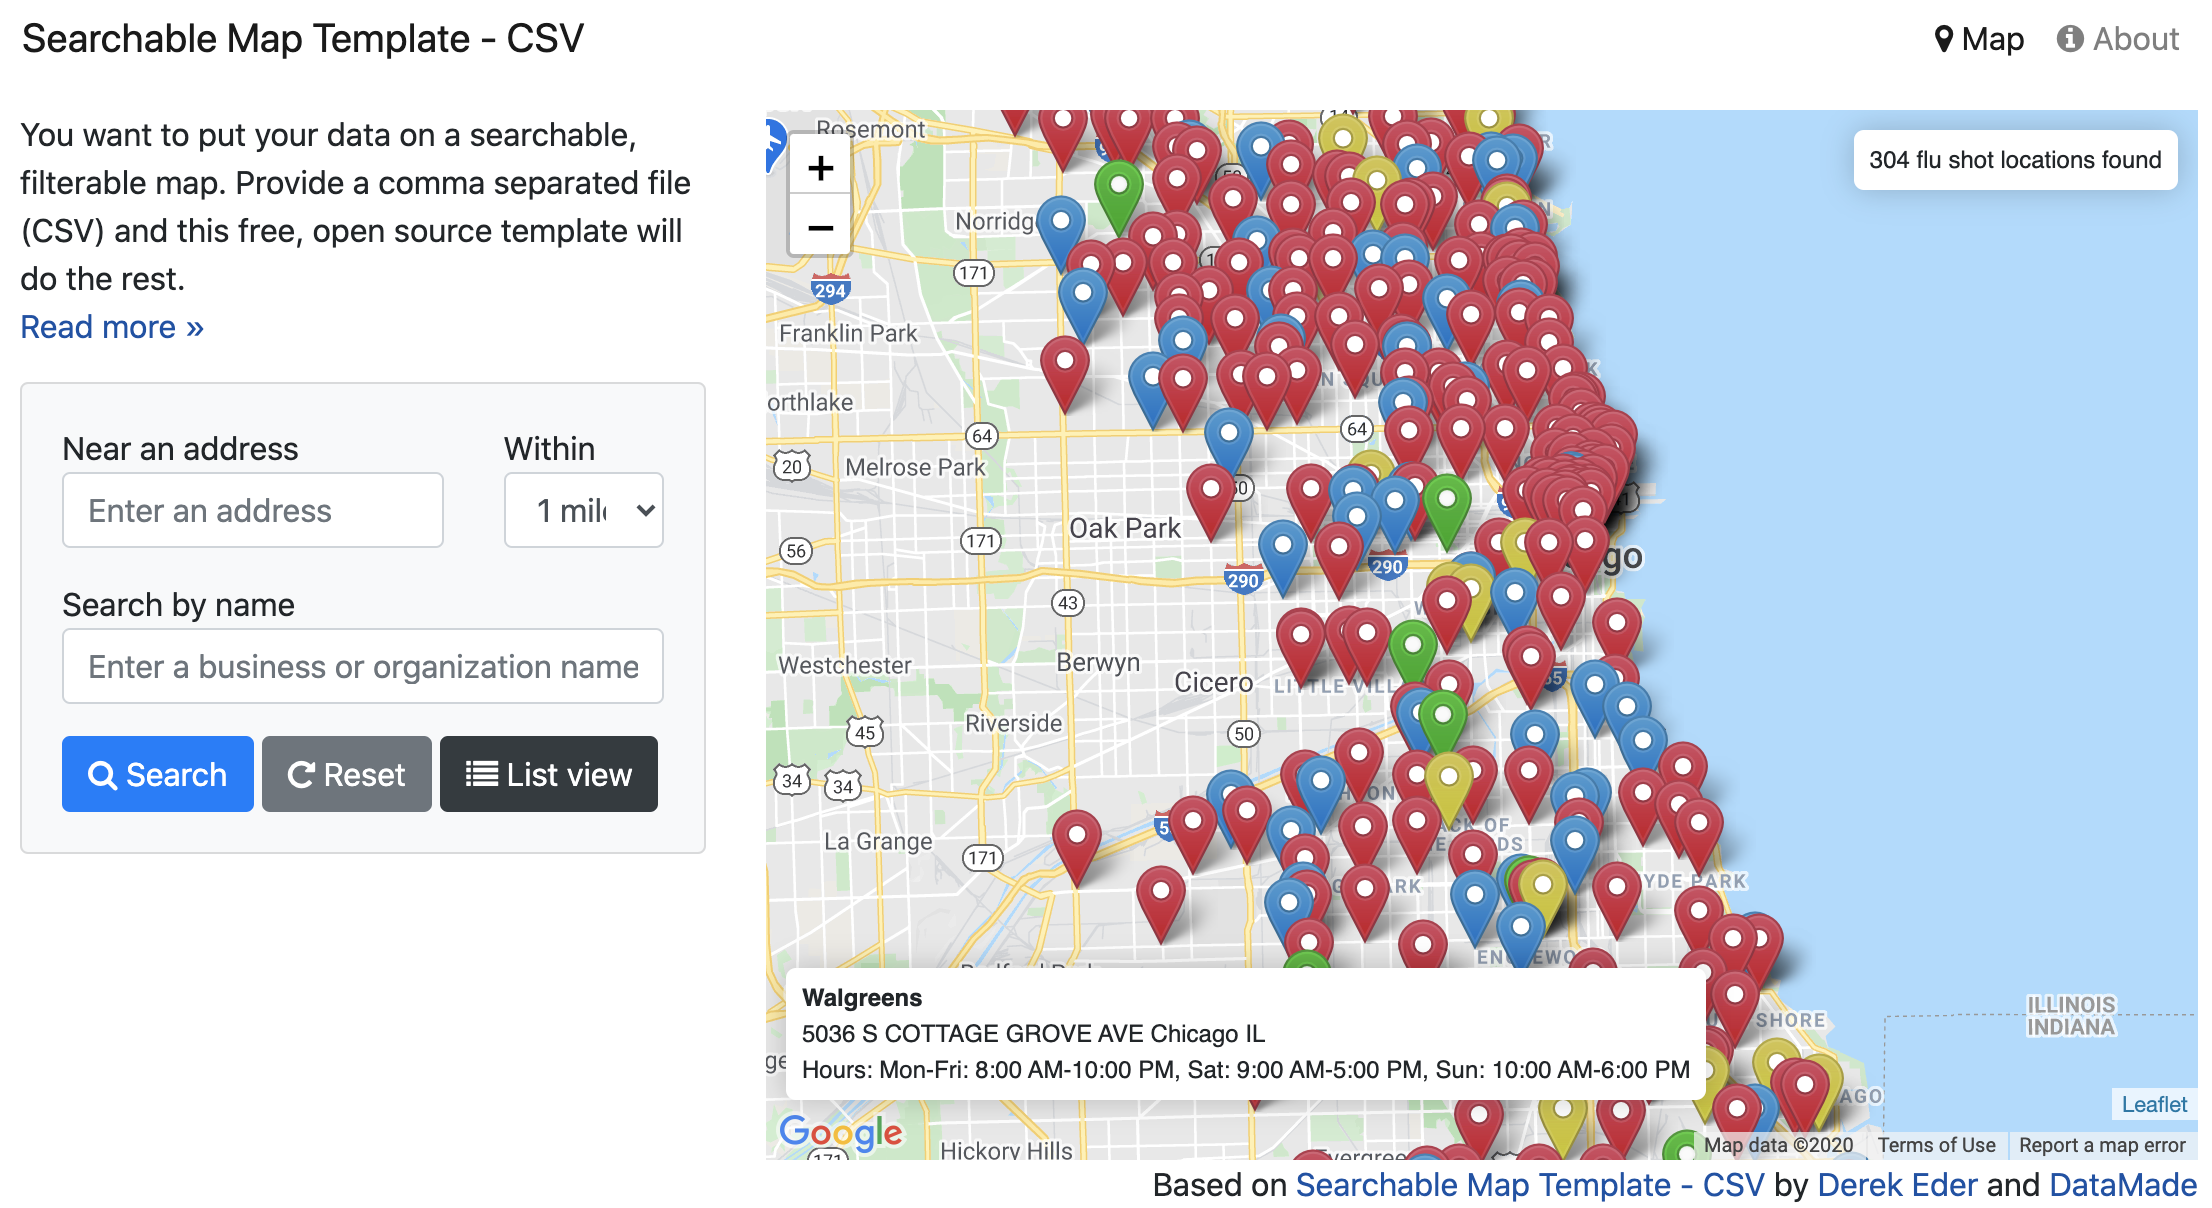 Searchable Map Template - CSV
Map
About
You want to put your data on a searchable,
filterable map. Provide a comma separated file
(CSV) and this free, open source template will
do the rest.
Read more »
Near an address
Within
Enter an address
1 mil
Search by name
Enter a business or organization name
Search
Reset
List view
+
−
304 flu shot locations found
Rosemont
Norridg
171
294
Franklin Park
orthlake
64
64
20
Melrose Park
50
Oak Park
171
56
290
290
go
43
Westchester
Berwyn
Cicero
LITTLE VILL
Riverside
45
50
34
34
La Grange
171
YDE PARK
ILLINOIS
INDIANA
SHORE
AGO
Walgreens
5036 S COTTAGE GROVE AVE Chicago IL
Hours: Mon-Fri: 8:00 AM-10:00 PM, Sat: 9:00 AM-5:00 PM, Sun: 10:00 AM-6:00 PM
Google
Hickory Hills
Leaflet
Map data ©2020
Terms of Use
Report a map error
Based on Searchable Map Template - CSV by Derek Eder and DataMade